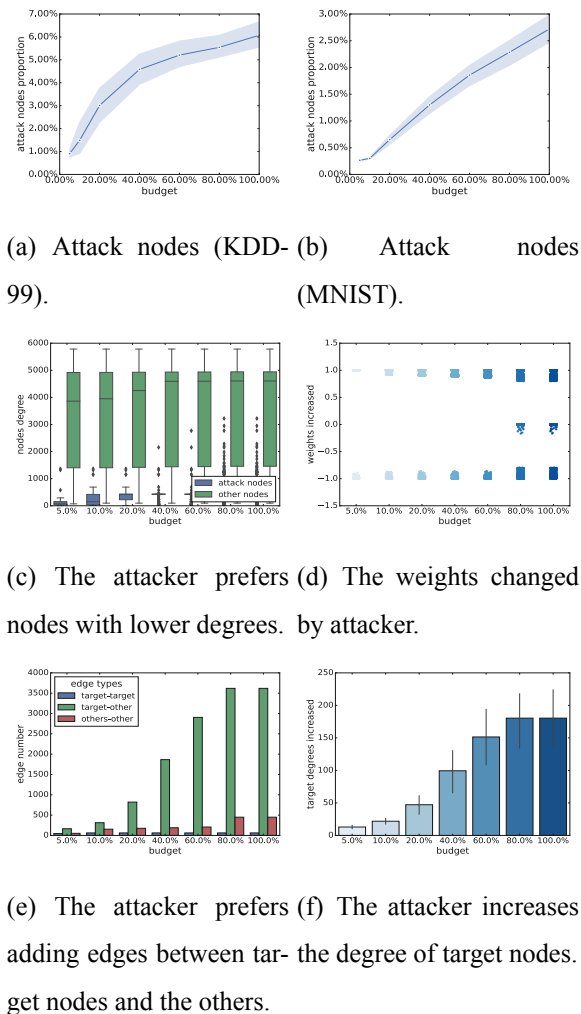 7.00%
6.00%
5.00%
4.00%
3.00%
2.00%
1.00%
0.00%
attack nodes proportion
0.00% 20.00% 40.00% 60.00% 80.00% 100.00%
budget
3.00%
2.50%
2.00%
1.50%
1.00%
0.50%
0.00%
attack nodes proportion
0.00% 20.00% 40.00% 60.00% 80.00% 100.00%
budget
(a) Attack nodes (KDD-
99).
(b) Attack nodes
(MNIST).
6000
5000
4000
3000
2000
1000
0
nodes degree
attack nodes
other nodes
5.0% 10.0% 20.0% 40.0% 60.0% 80.0% 100.0%
budget
1.5
1.0
0.5
0.0
−0.5
−1.0
−1.5
weights increased
5.0% 10.0% 20.0% 40.0% 60.0% 80.0% 100.0%
budget
(c) The attacker prefers
nodes with lower degrees.
(d) The weights changed
by attacker.
4000
3500
3000
2500
2000
1500
1000
500
0
edge number
edge types
target-target
target-other
others-other
5.0% 10.0% 20.0% 40.0% 60.0% 80.0% 100.0%
budget
250
200
150
100
50
0
target degrees increased
5.0% 10.0% 20.0% 40.0% 60.0% 80.0% 100.0%
budget
(e) The attacker prefers
adding edges between tar-
get nodes and the others.
(f) The attacker increases
the degree of target nodes.